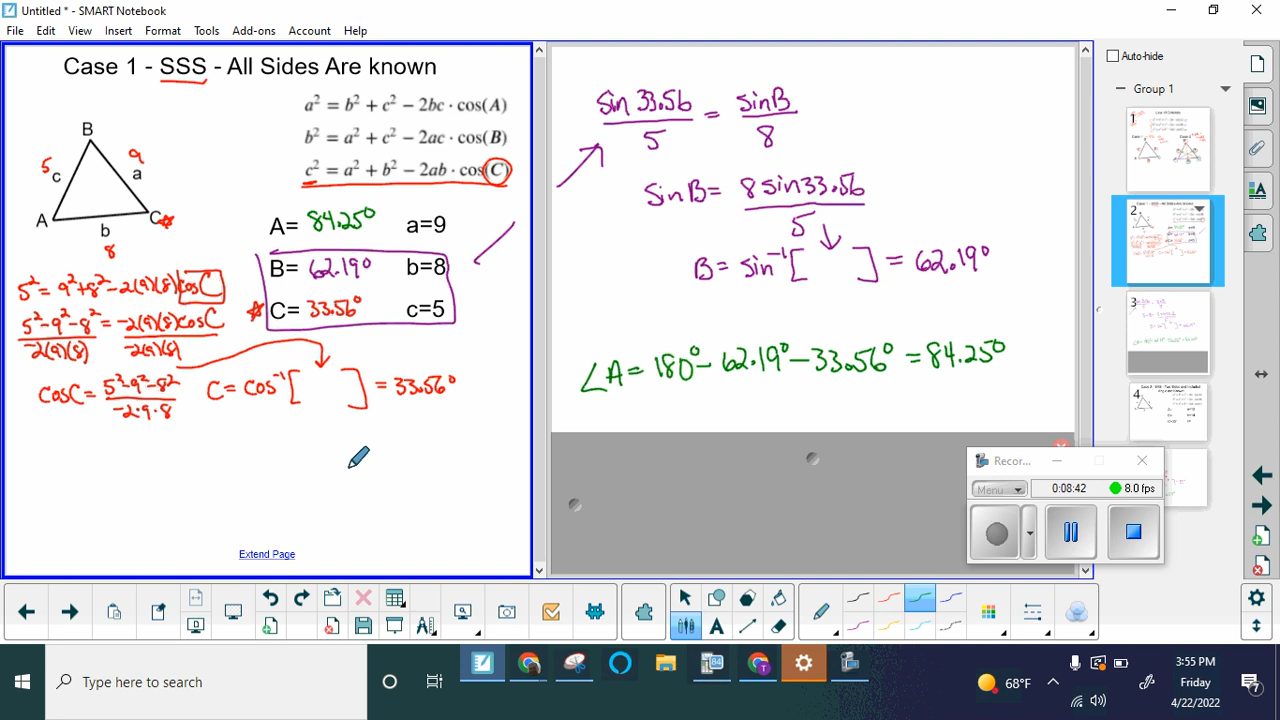 Untitled * - SMART Notebook
File Edit View Insert Format Tools Add-ons Account Help
Case 1 - SSS - All Sides Are known
a² = b² + c² − 2bc · cos(A)
b² = a² + c² − 2ac · cos(B)
c² = a² + b² − 2ab · cos(C)
B
5 9
c a
A C
b
8
A= 84.25° a=9
B= 62.19° b=8
C= 33.56° c=5
5² = 9²+8²-2(9)(8)cosC
5²-9²-8² = -2(9)(8)cosC
-2(9)(8) -2(9)(8)
cosC = 5²-9²-8² C = cos⁻¹[ ] = 33.56°
-2·9·8
Extend Page
sin 33.56 = sinB
5 8
sinB = 8 sin33.56
5
B = sin⁻¹[ ] = 62.19°
∠A = 180° - 62.19° - 33.56° = 84.25°
Auto-hide
Group 1
1
2
3
4
Recor...
Menu
0:08:42 8.0 fps
Type here to search
84
T
68°F
3:55 PM
Friday
4/22/2022
7